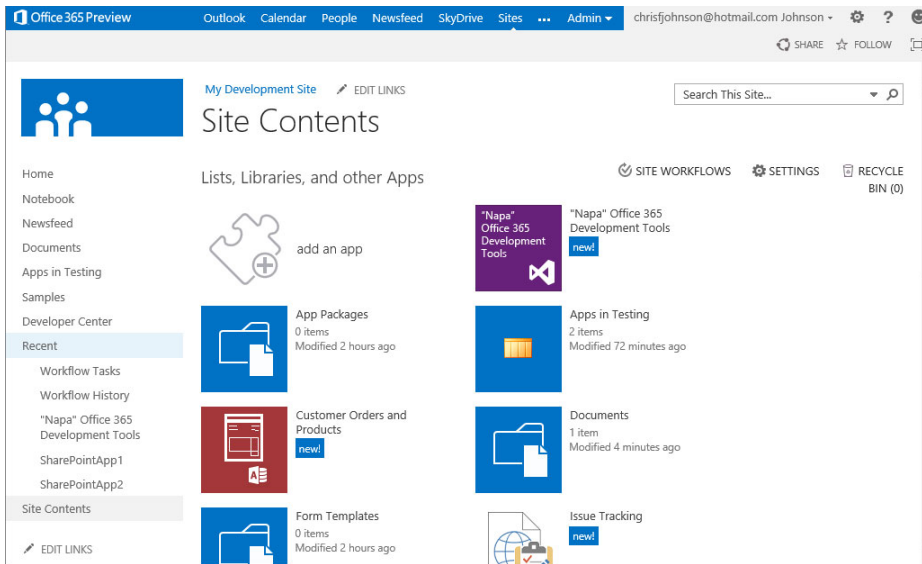 Office 365 Preview
Outlook Calendar People Newsfeed SkyDrive Sites ... Admin chrisfjohnson@hotmail.com Johnson ?
SHARE FOLLOW
My Development Site EDIT LINKS
Search This Site...
Site Contents
Home
Notebook
Newsfeed
Documents
Apps in Testing
Samples
Developer Center
Recent
Workflow Tasks
Workflow History
"Napa" Office 365
Development Tools
SharePointApp1
SharePointApp2
Site Contents
EDIT LINKS
Lists, Libraries, and other Apps
SITE WORKFLOWS SETTINGS RECYCLE
BIN (0)
add an app
"Napa"
Office 365
Development
Tools
"Napa" Office 365
Development Tools
new!
App Packages
0 items
Modified 2 hours ago
Apps in Testing
2 items
Modified 72 minutes ago
Customer Orders and
Products
new!
A
Documents
1 item
Modified 4 minutes ago
Form Templates
0 items
Modified 2 hours ago
Issue Tracking
new!